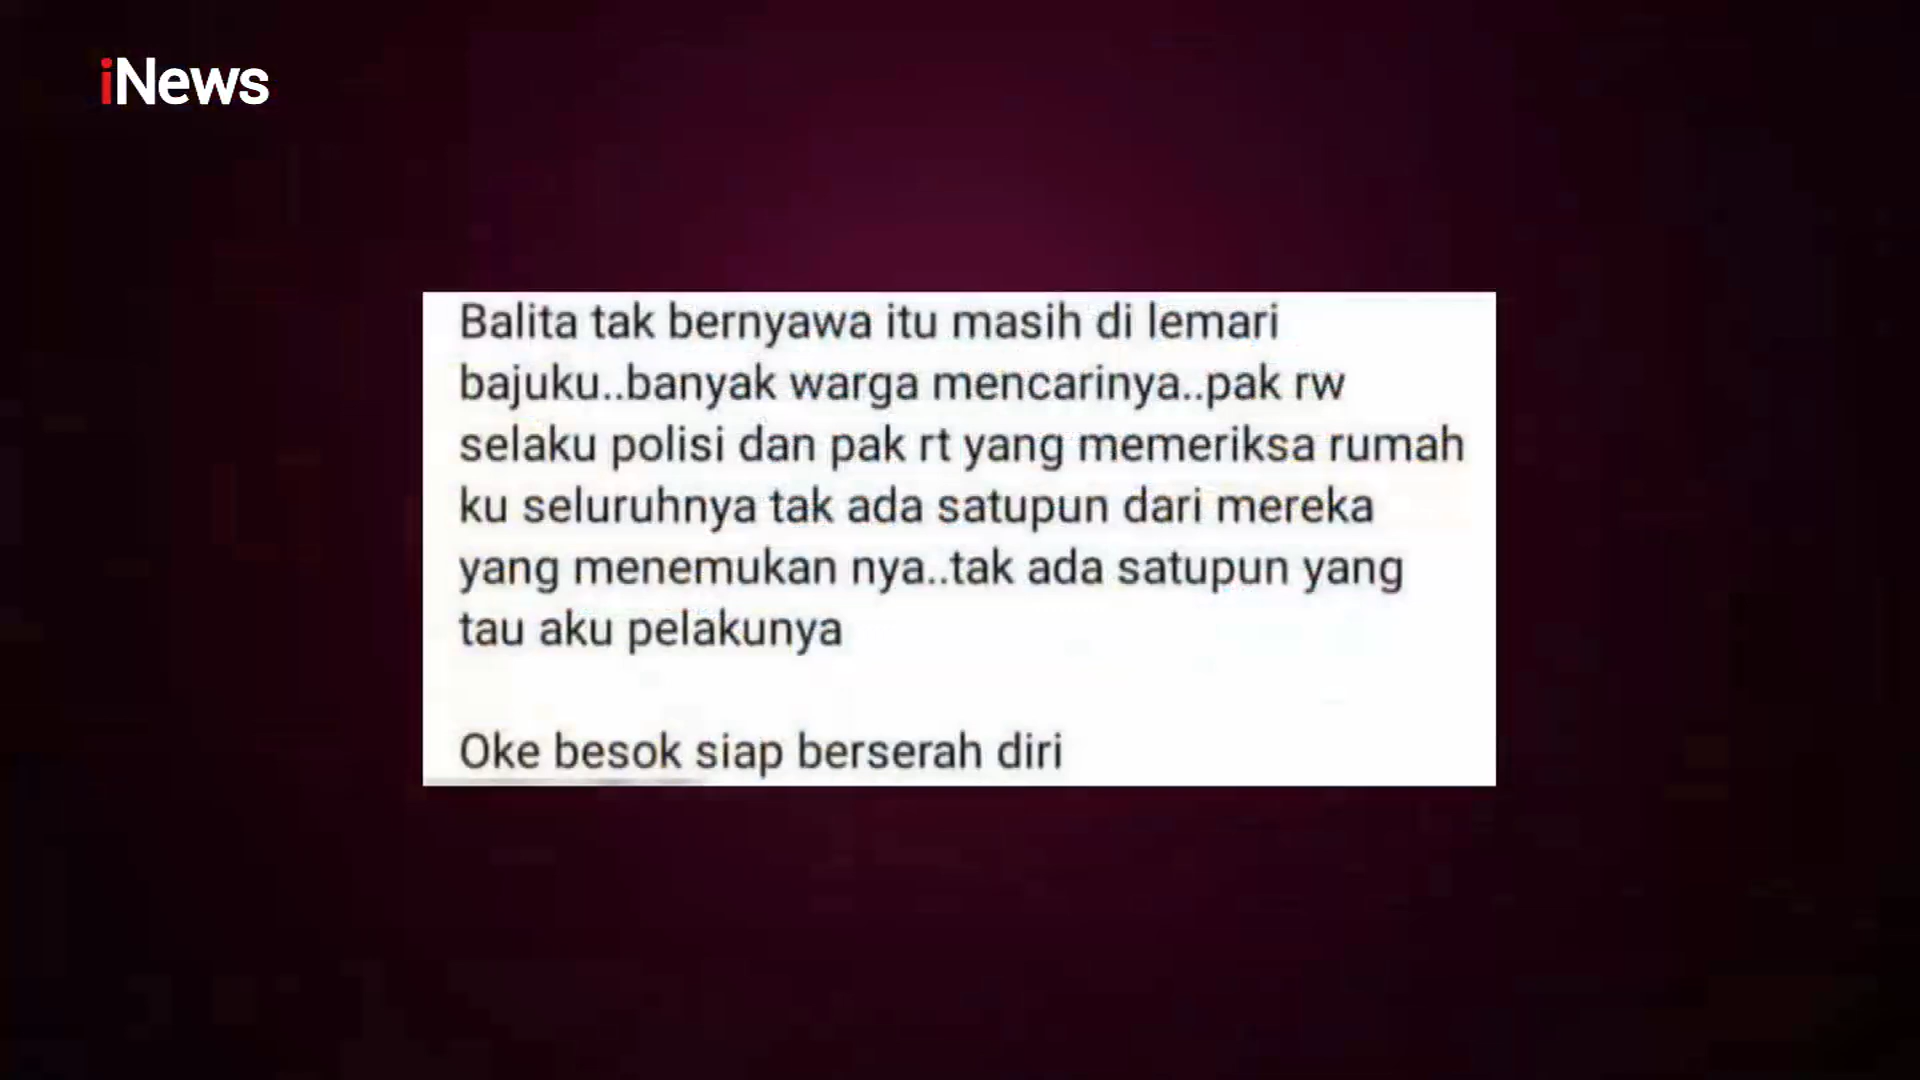 iNews
Balita tak bernyawa itu masih di lemari
bajuku..banyak warga mencarinya..pak rw
selaku polisi dan pak rt yang memeriksa rumah
ku seluruhnya tak ada satupun dari mereka
yang menemukan nya..tak ada satupun yang
tau aku pelakunya
Oke besok siap berserah diri